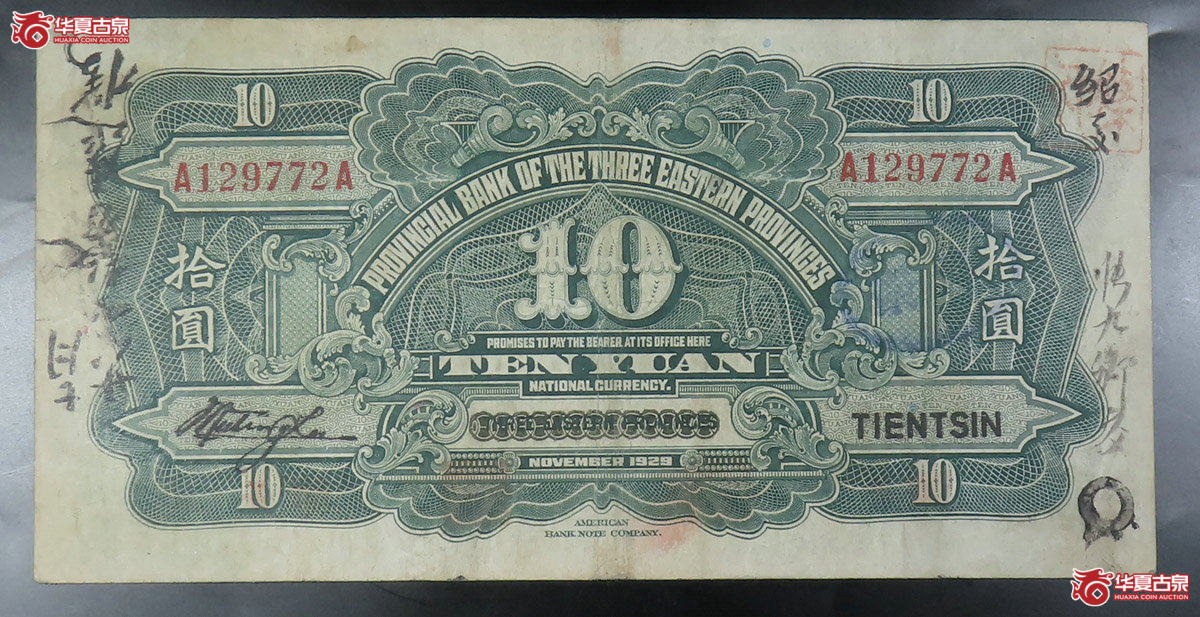 华夏古泉
HUAXIA COIN AUCTION
10
10
A129772A
A129772A
PROVINCIAL BANK OF THE THREE EASTERN PROVINCES
10
拾圓
拾圓
PROMISES TO PAY THE BEARER, AT ITS OFFICE HERE
TEN YUAN
NATIONAL CURRENCY.
TIENTSIN
NOVEMBER 1929
10
10
AMERICAN
BANK NOTE COMPANY.
华夏古泉
HUAXIA COIN AUCTION